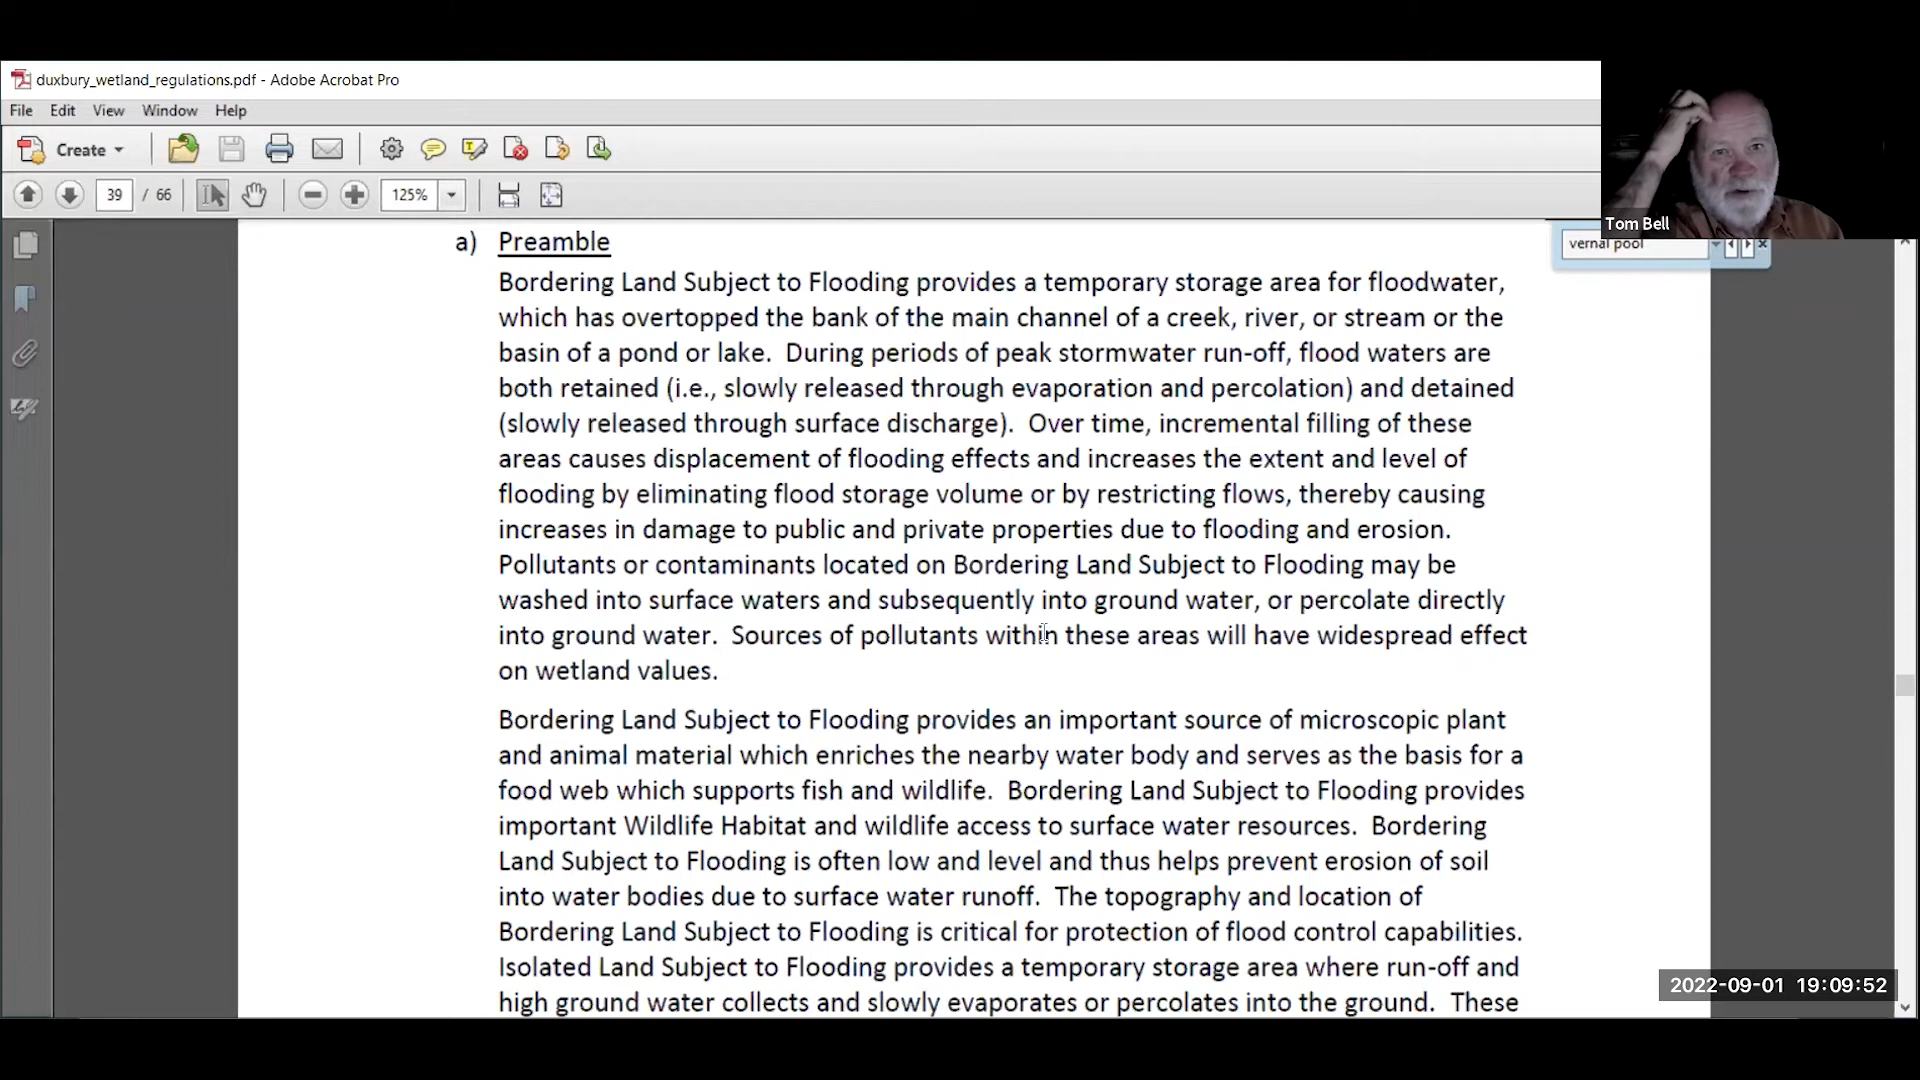 duxbury_wetland_regulations.pdf - Adobe Acrobat Pro
File Edit View Window Help
Create
39 / 66 125%
Tom Bell
vernal pool
a) Preamble
Bordering Land Subject to Flooding provides a temporary storage area for floodwater,
which has overtopped the bank of the main channel of a creek, river, or stream or the
basin of a pond or lake. During periods of peak stormwater run-off, flood waters are
both retained (i.e., slowly released through evaporation and percolation) and detained
(slowly released through surface discharge). Over time, incremental filling of these
areas causes displacement of flooding effects and increases the extent and level of
flooding by eliminating flood storage volume or by restricting flows, thereby causing
increases in damage to public and private properties due to flooding and erosion.
Pollutants or contaminants located on Bordering Land Subject to Flooding may be
washed into surface waters and subsequently into ground water, or percolate directly
into ground water. Sources of pollutants within these areas will have widespread effect
on wetland values.
Bordering Land Subject to Flooding provides an important source of microscopic plant
and animal material which enriches the nearby water body and serves as the basis for a
food web which supports fish and wildlife. Bordering Land Subject to Flooding provides
important Wildlife Habitat and wildlife access to surface water resources. Bordering
Land Subject to Flooding is often low and level and thus helps prevent erosion of soil
into water bodies due to surface water runoff. The topography and location of
Bordering Land Subject to Flooding is critical for protection of flood control capabilities.
Isolated Land Subject to Flooding provides a temporary storage area where run-off and
high ground water collects and slowly evaporates or percolates into the ground. These
2022-09-01 19:09:52